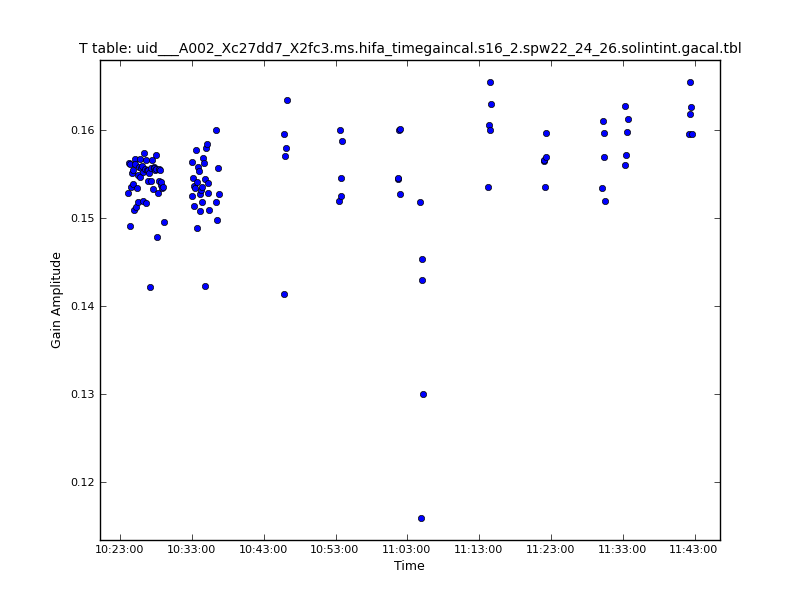 T table: uid___A002_Xc27dd7_X2fc3.ms.hifa_timegaincal.s16_2.spw22_24_26.solintint.gacal.tbl
0.16
0.15
0.14
0.13
0.12
Gain Amplitude
10:23:00 10:33:00 10:43:00 10:53:00 11:03:00 11:13:00 11:23:00 11:33:00 11:43:00
Time